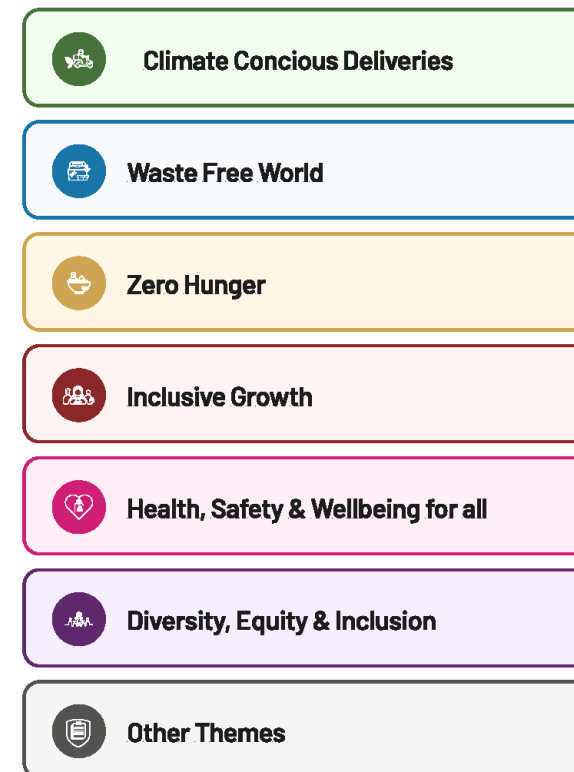 Climate Concious Deliveries
Waste Free World
Zero Hunger
Inclusive Growth
Health, Safety & Wellbeing for all
Diversity, Equity & Inclusion
Other Themes